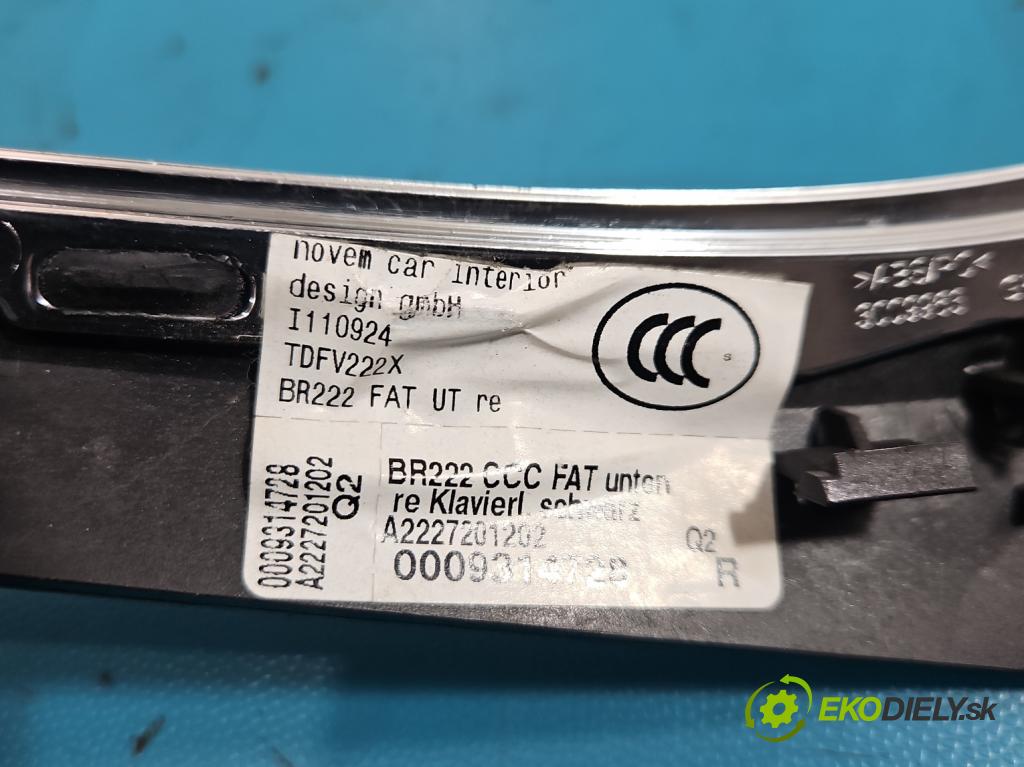 novem car interior
design gmbH
I110924
TDFV222X
BR222 FAT UT re
CCC
S
0009314728
A2227201202
Q2
BR222 CCC FAT unten
re Klavierl. schwarz
A2227201202
0009314728
Q2
R
EKODIELY.sk